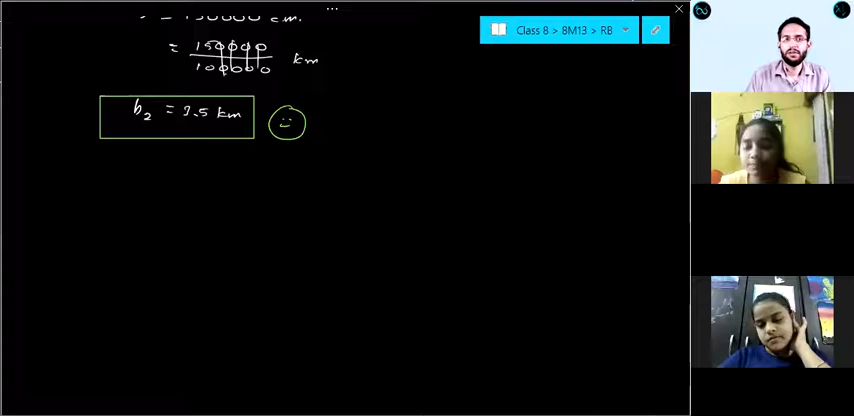 = 150000 cm.
= 150000
100000 km
Class 8 > 8M13 > RB
b₂ = 1.5 km